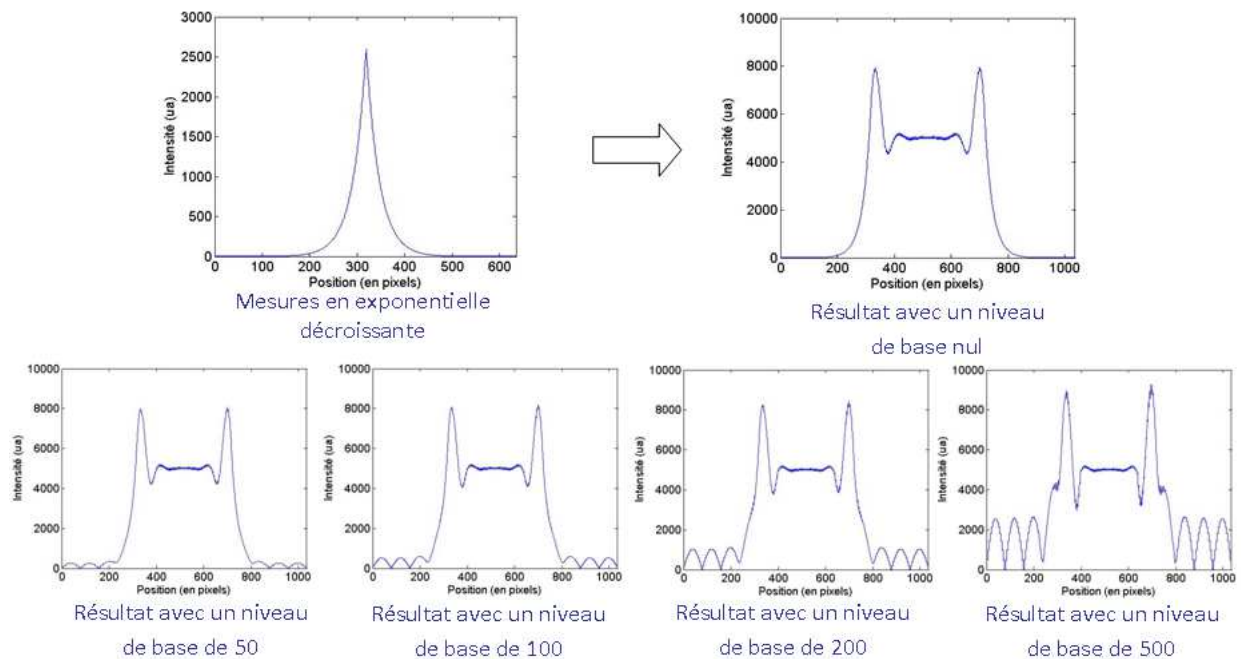 3000
2500
2000
1500
1000
500
0
0 100 200 300 400 500 600
Intensité (ua)
Position (en pixels)
Mesures en exponentielle
décroissante
10000
8000
6000
4000
2000
0
0 200 400 600 800 1000
Intensité (ua)
Position (en pixels)
Résultat avec un niveau
de base nul
10000
8000
6000
4000
2000
0
0 200 400 600 800 1000
Intensité (ua)
Position (en pixels)
Résultat avec un niveau
de base de 50
10000
8000
6000
4000
2000
0
0 200 400 600 800 1000
Intensité (ua)
Position (en pixels)
Résultat avec un niveau
de base de 100
10000
8000
6000
4000
2000
0
0 200 400 600 800 1000
Intensité (ua)
Position (en pixels)
Résultat avec un niveau
de base de 200
10000
8000
6000
4000
2000
0
0 200 400 600 800 1000
Intensité (ua)
Position (en pixels)
Résultat avec un niveau
de base de 500